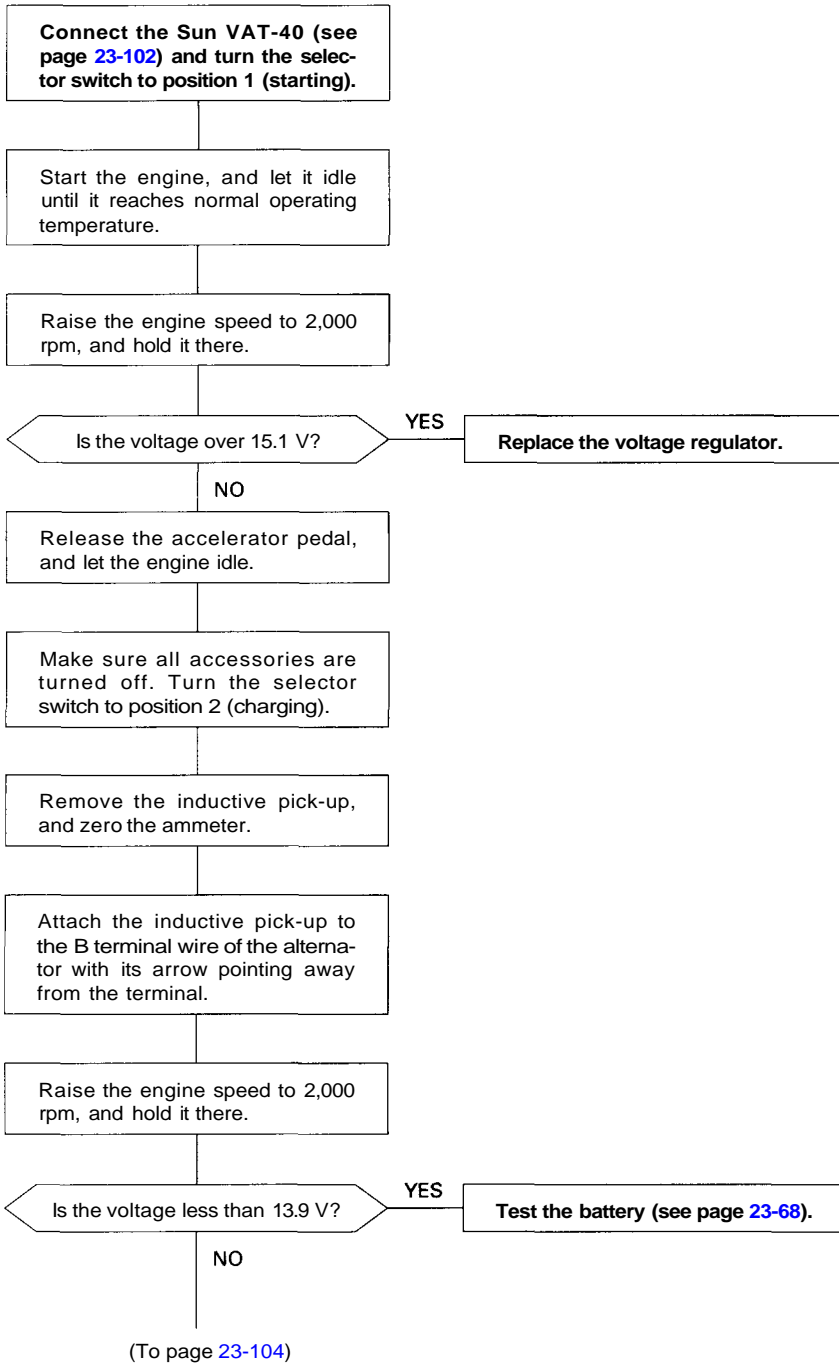 Connect the Sun VAT-40 (see
page 23-102) and turn the selec-
tor switch to position 1 (starting).
Start the engine, and let it idle
until it reaches normal operating
temperature.
Raise the engine speed to 2,000
rpm, and hold it there.
Is the voltage over 15.1 V?
YES
Replace the voltage regulator.
NO
Release the accelerator pedal,
and let the engine idle.
Make sure all accessories are
turned off. Turn the selector
switch to position 2 (charging).
Remove the inductive pick-up,
and zero the ammeter.
Attach the inductive pick-up to
the B terminal wire of the alterna-
tor with its arrow pointing away
from the terminal.
Raise the engine speed to 2,000
rpm, and hold it there.
Is the voltage less than 13.9 V?
YES
Test the battery (see page 23-68).
NO
(To page 23-104)